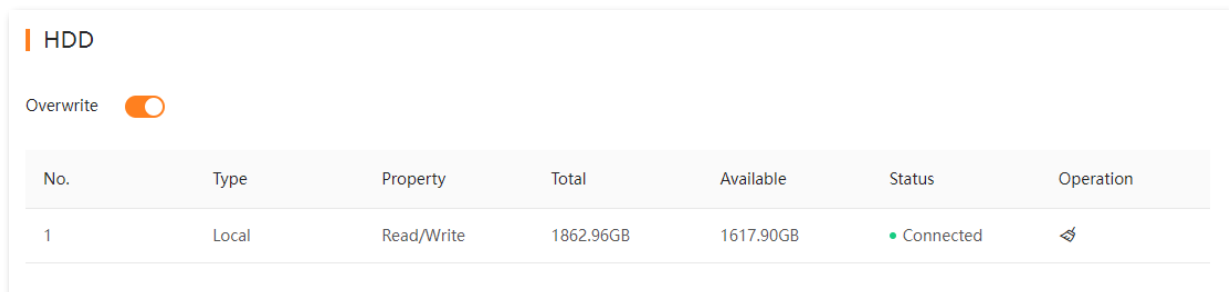 HDD
Overwrite
No. Type Property Total Available Status Operation
1 Local Read/Write 1862.96GB 1617.90GB Connected